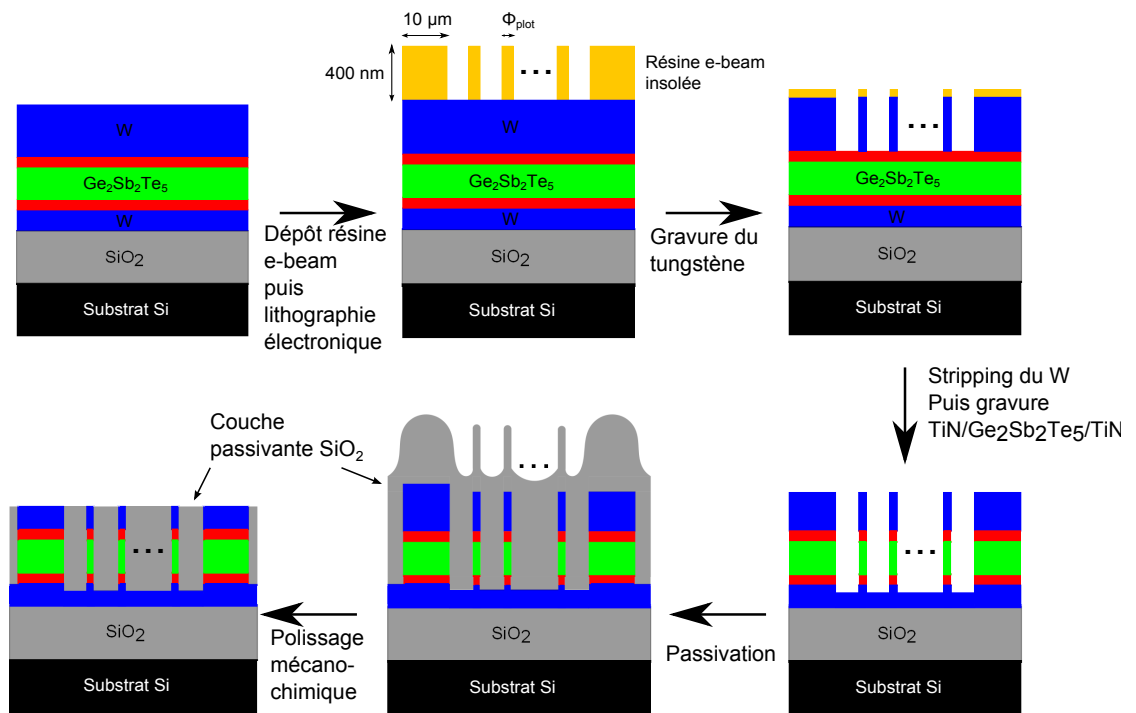 W
Ge₂Sb₂Te₅
W
SiO₂
Substrat Si
Dépôt résine
e-beam
puis
lithographie
électronique
10 µm
Φplot
400 nm
...
Résine e-beam
insolée
W
Ge₂Sb₂Te₅
W
SiO₂
Substrat Si
Gravure du
tungstène
...
Ge₂Sb₂Te₅
W
SiO₂
Substrat Si
Stripping du W
Puis gravure
TiN/Ge₂Sb₂Te₅/TiN
...
SiO₂
Substrat Si
Passivation
...
SiO₂
Substrat Si
Couche
passivante SiO₂
Polissage
mécano-
chimique
...
SiO₂
Substrat Si